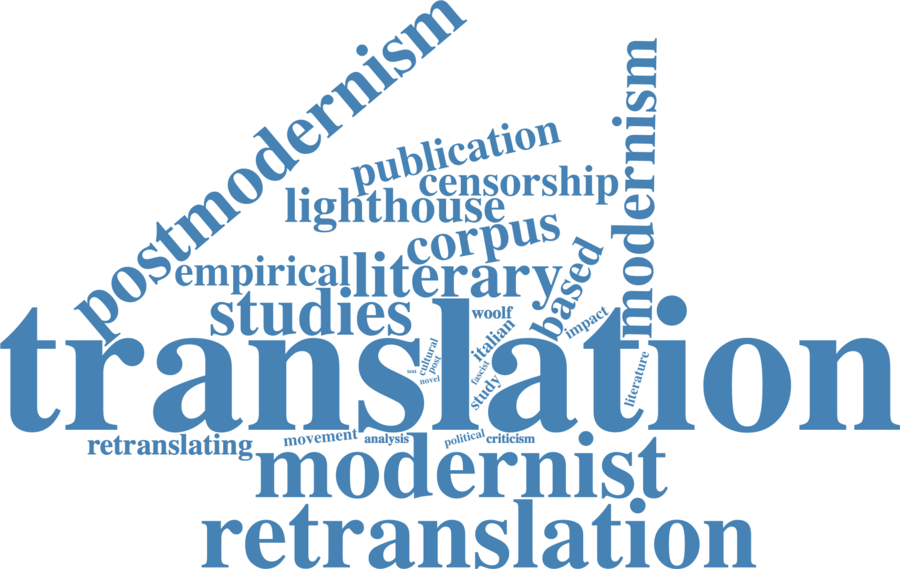 postmodernism
modernism
publication
censorship
lighthouse
corpus
empirical
literary
based
studies
woolf
impact
italian
translation
cultural
post
text
novel
fascist
study
literature
retranslating
movement
analysis
political
criticism
modernist
retranslation